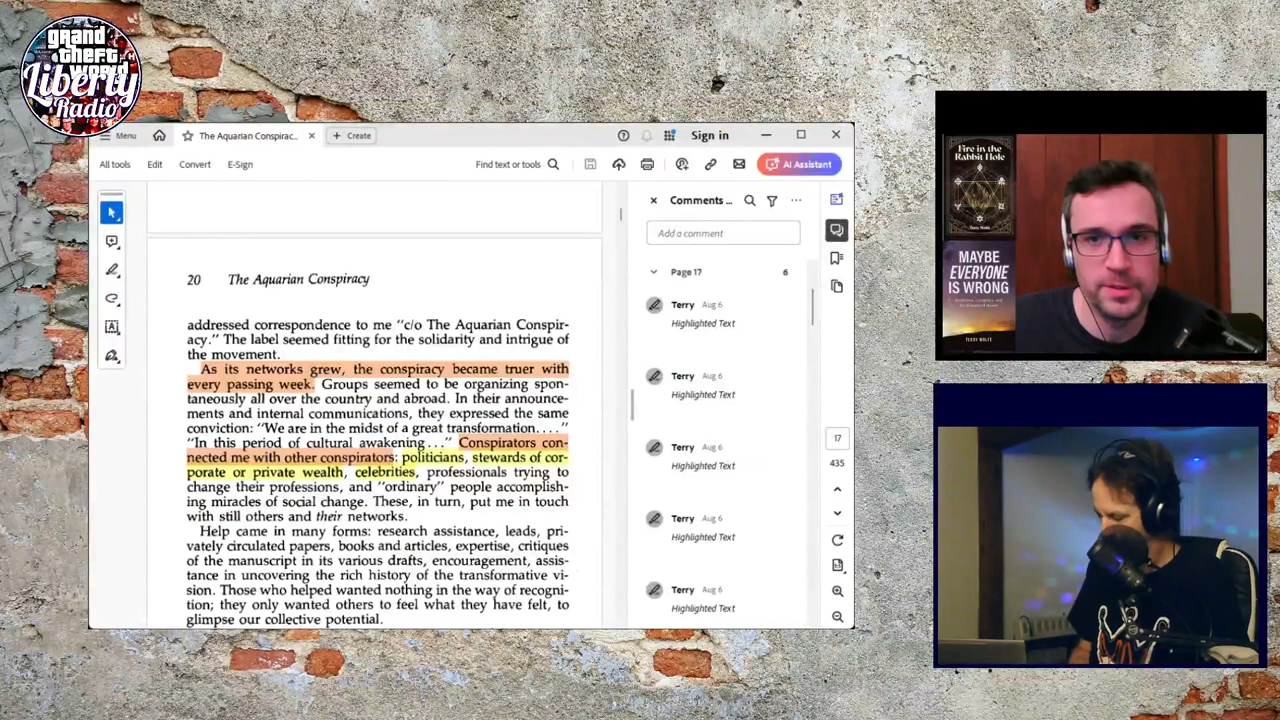 grand
theft
world
Liberty
Radio
Menu
The Aquarian Conspirac...
Create
Sign in
All tools
Edit
Convert
E-Sign
Find text or tools
AI Assistant
20 The Aquarian Conspiracy
addressed correspondence to me “c/o The Aquarian Conspir-
acy.” The label seemed fitting for the solidarity and intrigue of
the movement.
As its networks grew, the conspiracy became truer with
every passing week. Groups seemed to be organizing spon-
taneously all over the country and abroad. In their announce-
ments and internal communications, they expressed the same
conviction: “We are in the midst of a great transformation. . . .”
“In this period of cultural awakening . . .” Conspirators con-
nected me with other conspirators: politicians, stewards of cor-
porate or private wealth, celebrities, professionals trying to
change their professions, and “ordinary” people accomplish-
ing miracles of social change. These, in turn, put me in touch
with still others and their networks.
Help came in many forms: research assistance, leads, pri-
vately circulated papers, books and articles, expertise, critiques
of the manuscript in its various drafts, encouragement, assis-
tance in uncovering the rich history of the transformative vi-
sion. Those who helped wanted nothing in the way of recogni-
tion; they only wanted others to feel what they have felt, to
glimpse our collective potential.
Comments ...
Add a comment
Page 17 6
Terry Aug 6
Highlighted Text
Terry Aug 6
Highlighted Text
Terry Aug 6
Highlighted Text
Terry Aug 6
Highlighted Text
Terry Aug 6
Highlighted Text
17
435
Fire in the
Rabbit Hole
MAYBE
EVERYONE
IS WRONG
TERRY WOLFE